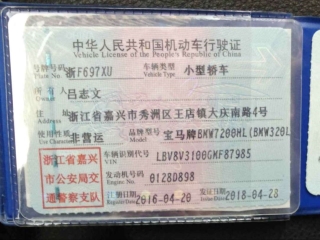 中华人民共和国机动车行驶证
Vehicle License of the People's Republic of China
号牌号码 浙F697XU 车辆类型 小型轿车
Plate No. Vehicle Type
所有人 吕志文
Owner
住址 浙江省嘉兴市秀洲区王店镇大庆南路4号
Address
使用性质 非营运 品牌型号 宝马牌BMW7200ML(BMW320L
Use Character Model
浙江省嘉兴
市公安局交
通警察支队
车辆识别代号 LBV8V3100GMF87985
VIN
发动机号码 0128D898
Engine No.
注册日期 2016-04-20 发证日期 2018-04-28
Register Date Issue Date